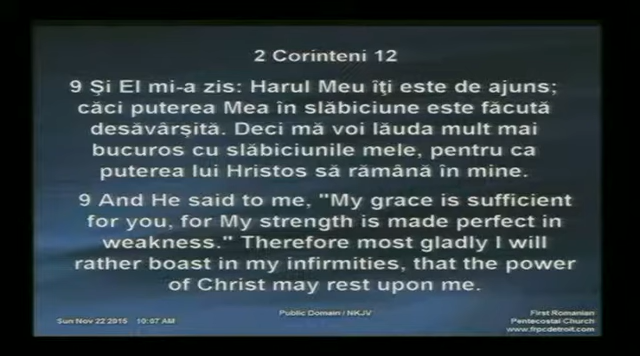 2 Corinteni 12
9 Şi El mi-a zis: Harul Meu îţi este de ajuns;
căci puterea Mea în slăbiciune este făcută
desăvârşită. Deci mă voi lăuda mult mai
bucuros cu slăbiciunile mele, pentru ca
puterea lui Hristos să rămână în mine.
9 And He said to me, "My grace is sufficient
for you, for My strength is made perfect in
weakness." Therefore most gladly I will
rather boast in my infirmities, that the power
of Christ may rest upon me.
Public Domain / NKJV
Sun Nov 22 2015 10:07 AM
First Romanian
Pentecostal Church
www.frpcdetroit.com